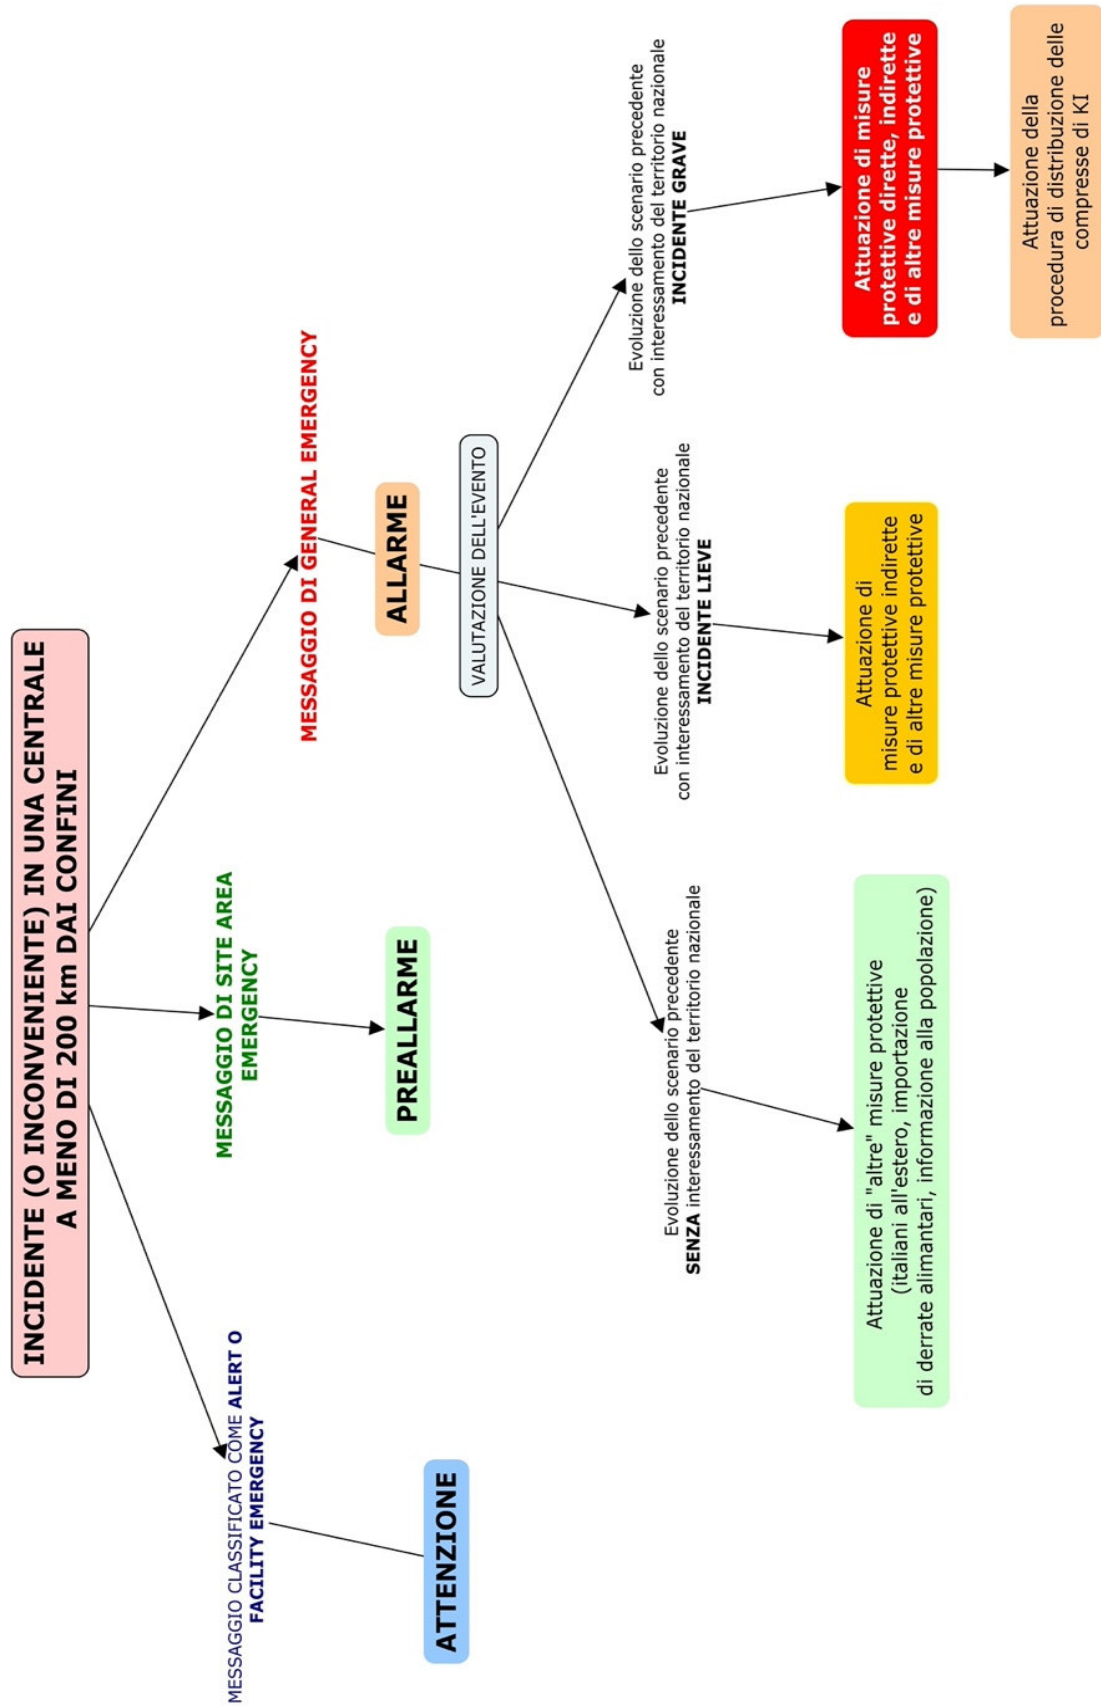 INCIDENTE (O INCONVENIENTE) IN UNA CENTRALE
A MENO DI 200 km DAI CONFINI
MESSAGGIO CLASSIFICATO COME ALERT O
FACILITY EMERGENCY
ATTENZIONE
MESSAGGIO DI SITE AREA
EMERGENCY
PREALLARME
MESSAGGIO DI GENERAL EMERGENCY
ALLARME
VALUTAZIONE DELL'EVENTO
Evoluzione dello scenario precedente
SENZA interessamento del territorio nazionale
Attuazione di "altre" misure protettive
(italiani all'estero, importazione
di derrate alimantari, informazione alla popolazione)
Evoluzione dello scenario precedente
con interessamento del territorio nazionale
INCIDENTE LIEVE
Attuazione di
misure protettive indirette
e di altre misure protettive
Evoluzione dello scenario precedente
con interessamento del territorio nazionale
INCIDENTE GRAVE
Attuazione di misure
protettive dirette, indirette
e di altre misure protettive
Attuazione della
procedura di distribuzione delle
compresse di KI